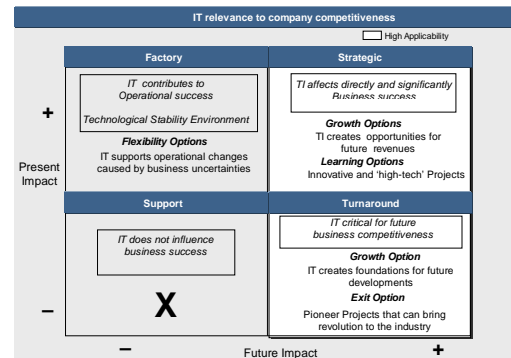 IT relevance to company competitiveness
High Applicability
Factory
Strategic
IT contributes to
Operational success
Technological Stability Environment
Flexibility Options
IT supports operational changes
caused by business uncertainties
TI affects directly and significantly
Business success
Growth Options
TI creates opportunities for
future revenues
Learning Options
Innovative and 'high-tech' Projects
+
Present
Impact
Support
Turnaround
IT does not influence
business success
X
IT critical for future
business competitiveness
Growth Option
IT creates foundations for future
developments
Exit Option
Pioneer Projects that can bring
revolution to the industry
–
–
Future Impact
+